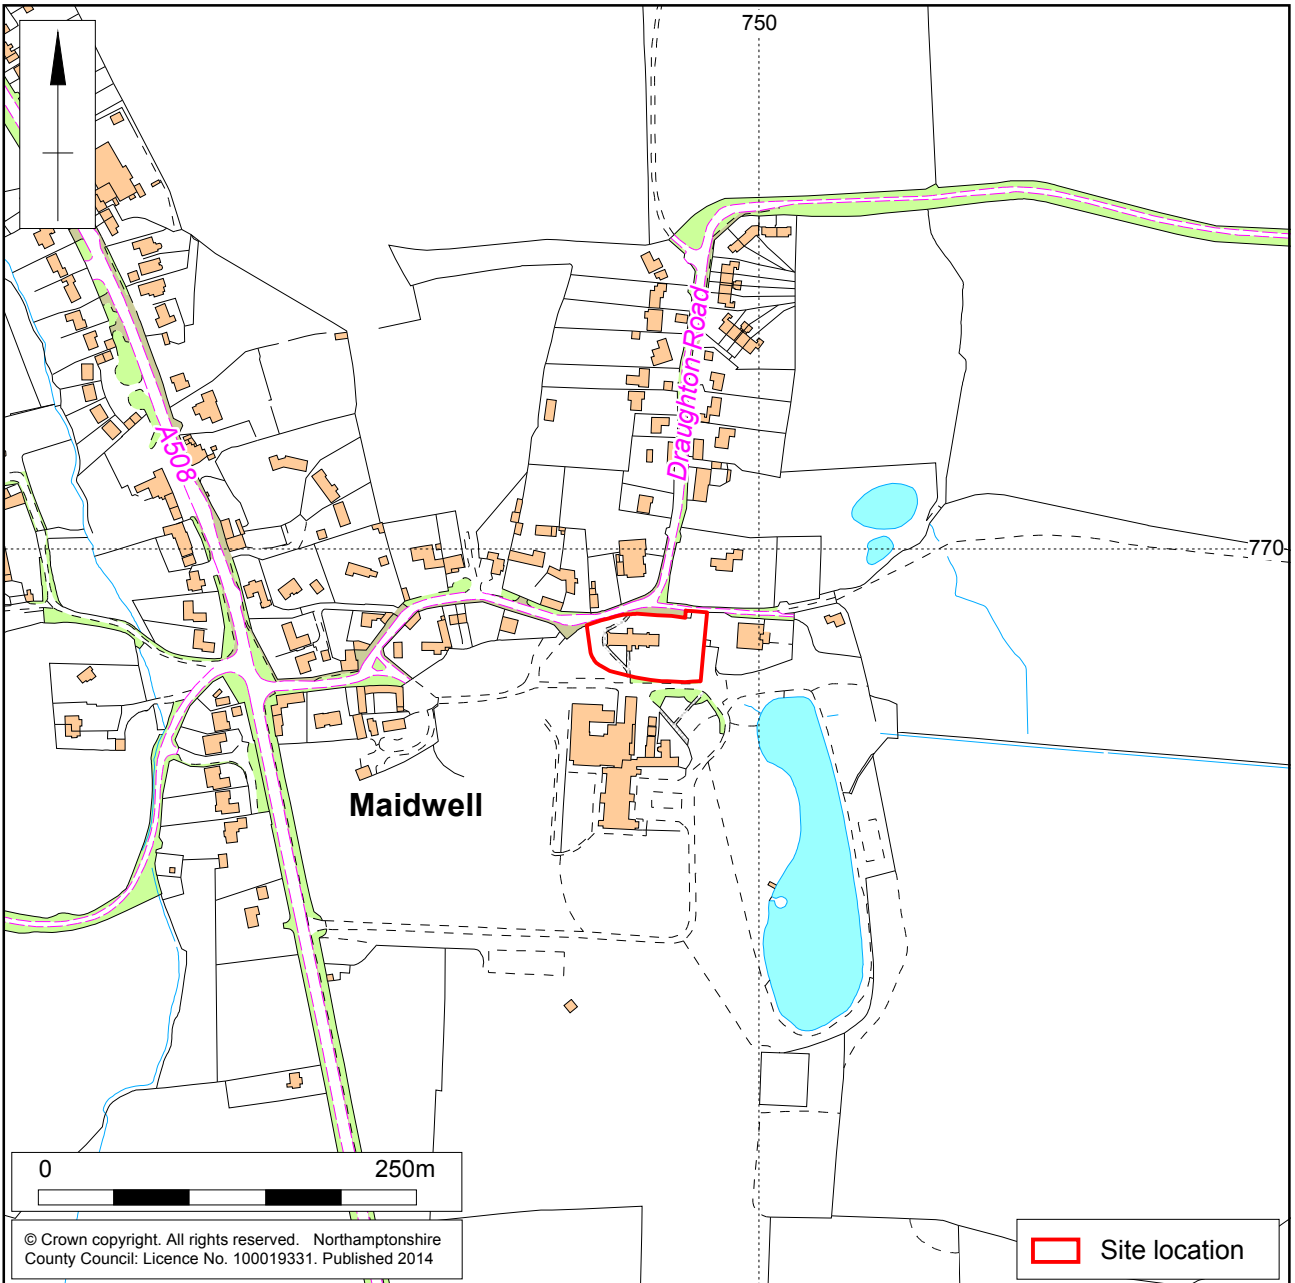 750
Draughton Road
A508
770
Maidwell
0 250m
© Crown copyright. All rights reserved. Northamptonshire
County Council: Licence No. 100019331. Published 2014
Site location